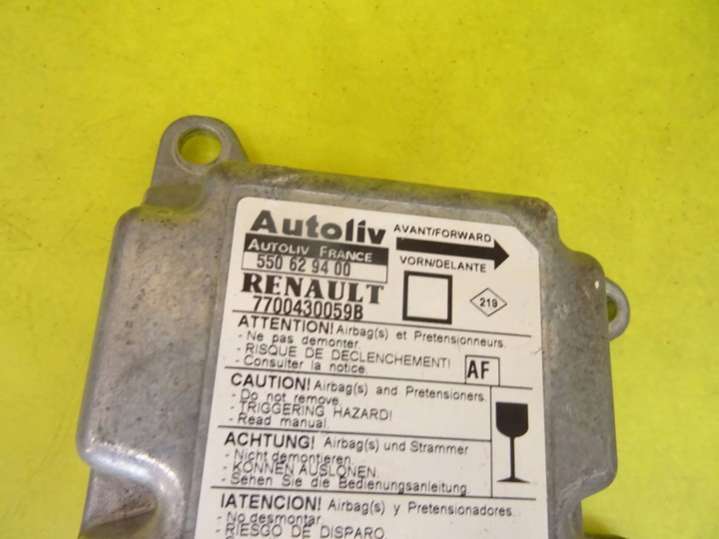 Autoliv
AUTOLIV FRANCE
550 62 94 00
RENAULT
7700430059B
AVANT/FORWARD
VORN/DELANTE
219
ATTENTION! Airbag(s) et Pretensionneurs.
- Ne pas demonter.
- RISQUE DE DECLENCHEMENT!
- Consulter la notice.
AF
CAUTION! Airbag(s) and Pretensioners.
- Do not remove.
- TRIGGERING HAZARD!
- Read manual.
ACHTUNG! Airbag(s) und Strammer
- Nicht demontieren.
- KONNEN AUSLONEN.
- Sehen Sie die Bedienungsanleitung.
!ATENCION! Airbag(s) y Pretensionadores.
- No desmontar.
- RIESGO DE DISPARO